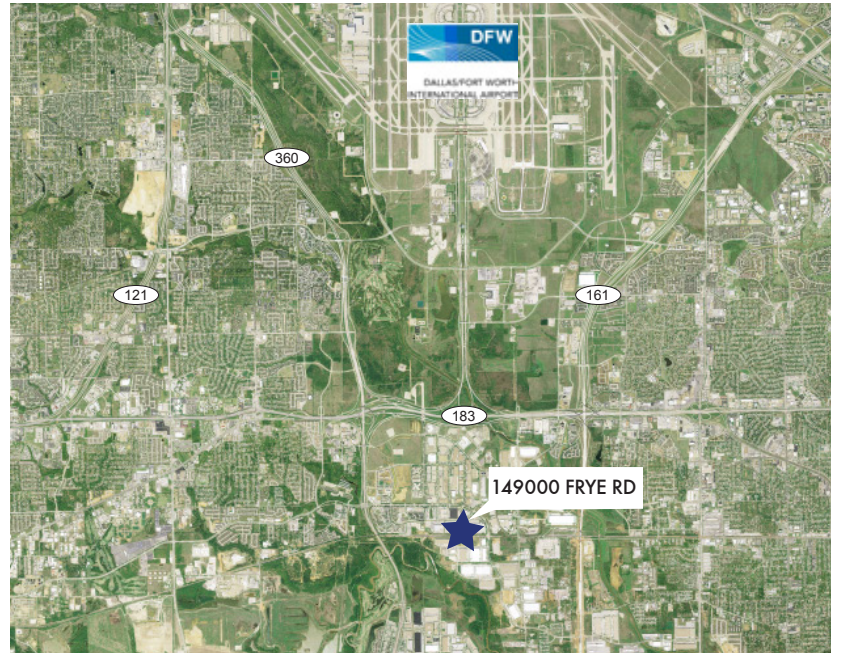 DFW
DALLAS/FORT WORTH
INTERNATIONAL AIRPORT
360
121
161
183
149000 FRYE RD